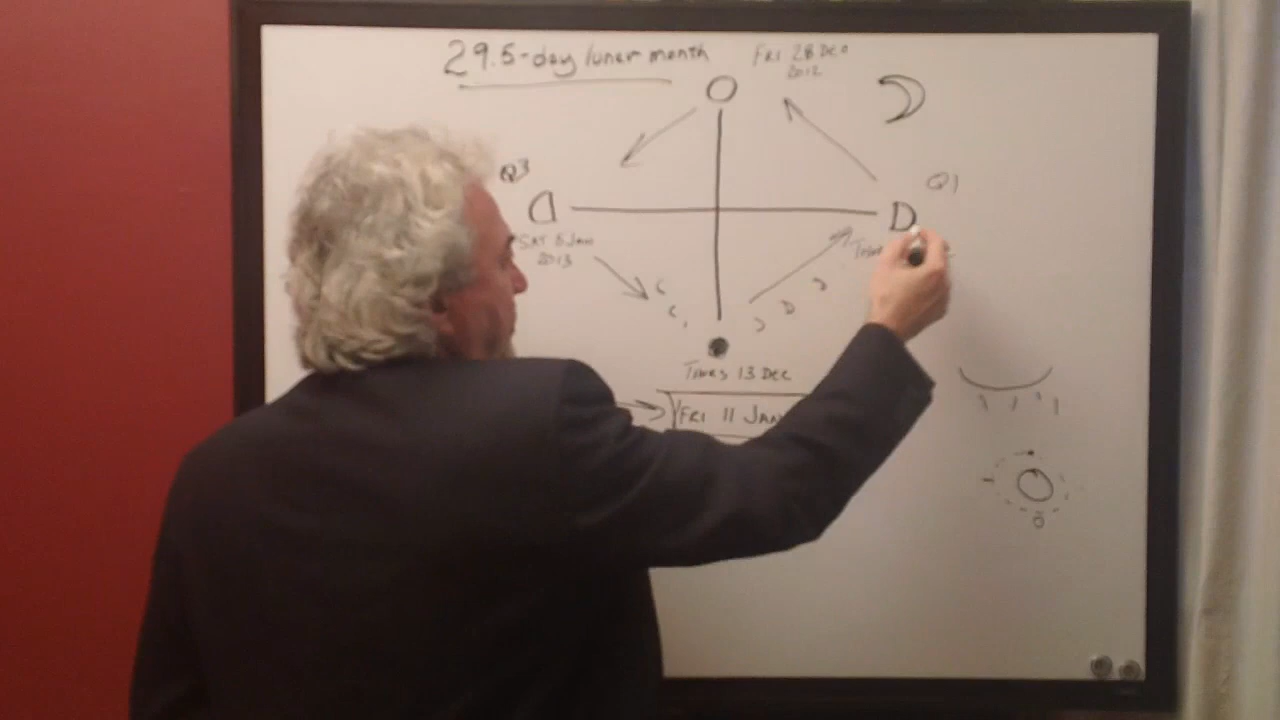 29.5-day lunar month
FRI 28 DEC
2012
Q3
Q1
SAT 5 JAN
2013
THURS 13 DEC
FRI 11 JAN